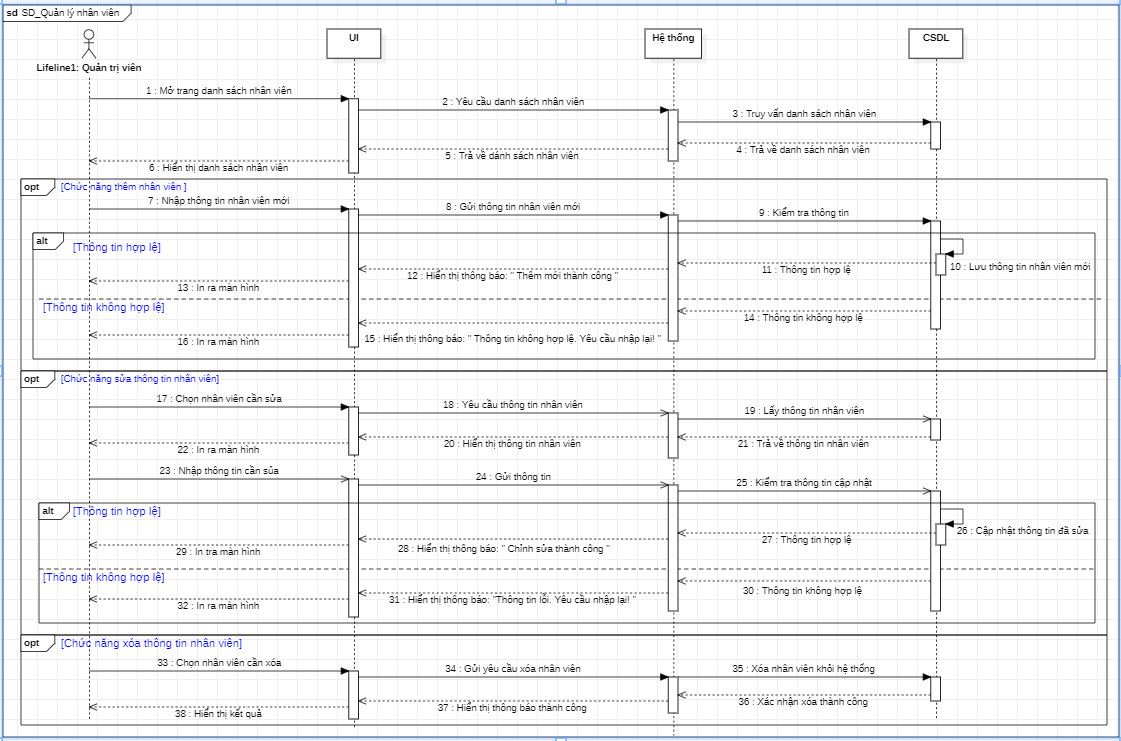 sd SD_Quản lý nhân viên
UI
Hệ thống
CSDL
Lifeline1: Quản trị viên
1 : Mở trang danh sách nhân viên
2 : Yêu cầu danh sách nhân viên
3 : Truy vấn danh sách nhân viên
4 : Trả về danh sách nhân viên
5 : Trả về dánh sách nhân viên
6 : Hiển thị danh sách nhân viên
opt [Chức năng thêm nhân viên ]
7 : Nhập thông tin nhân viên mới
8 : Gửi thông tin nhân viên mới
9 : Kiểm tra thông tin
alt [Thông tin hợp lệ]
10 : Lưu thông tin nhân viên mới
11 : Thông tin hợp lệ
12 : Hiển thị thông báo: " Thêm mới thành công "
13 : In ra màn hình
[Thông tin không hợp lệ]
14 : Thông tin không hợp lệ
15 : Hiển thị thông báo: " Thông tin không hợp lệ. Yêu cầu nhập lại! "
16 : In ra màn hình
opt [Chức năng sửa thông tin nhân viên]
17 : Chọn nhân viên cần sửa
18 : Yêu cầu thông tin nhân viên
19 : Lấy thông tin nhân viên
20 : Hiển thị thông tin nhân viên
21 : Trả về thông tin nhân viên
22 : In ra màn hình
23 : Nhập thông tin cần sủa
24 : Gửi thông tin
25 : Kiểm tra thông tin cập nhật
alt [Thông tin hợp lệ]
26 : Cập nhật thông tin đã sửa
27 : Thông tin hợp lệ
28 : Hiển thị thông báo: " Chỉnh sửa thành công "
29 : In tra màn hình
[Thông tin không hợp lệ]
30 : Thông tin không hợp lệ
31 : Hiển thị thông báo: "Thông tin lỗi. Yêu cầu nhập lại! "
32 : In ra màn hình
opt [Chức năng xóa thông tin nhân viên]
33 : Chọn nhân viên cần xóa
34 : Gửi yêu cầu xóa nhân viên
35 : Xóa nhân viên khỏi hệ thống
36 : Xác nhận xóa thành công
37 : Hiển thị thông báo thành công
38 : Hiển thị kết quả